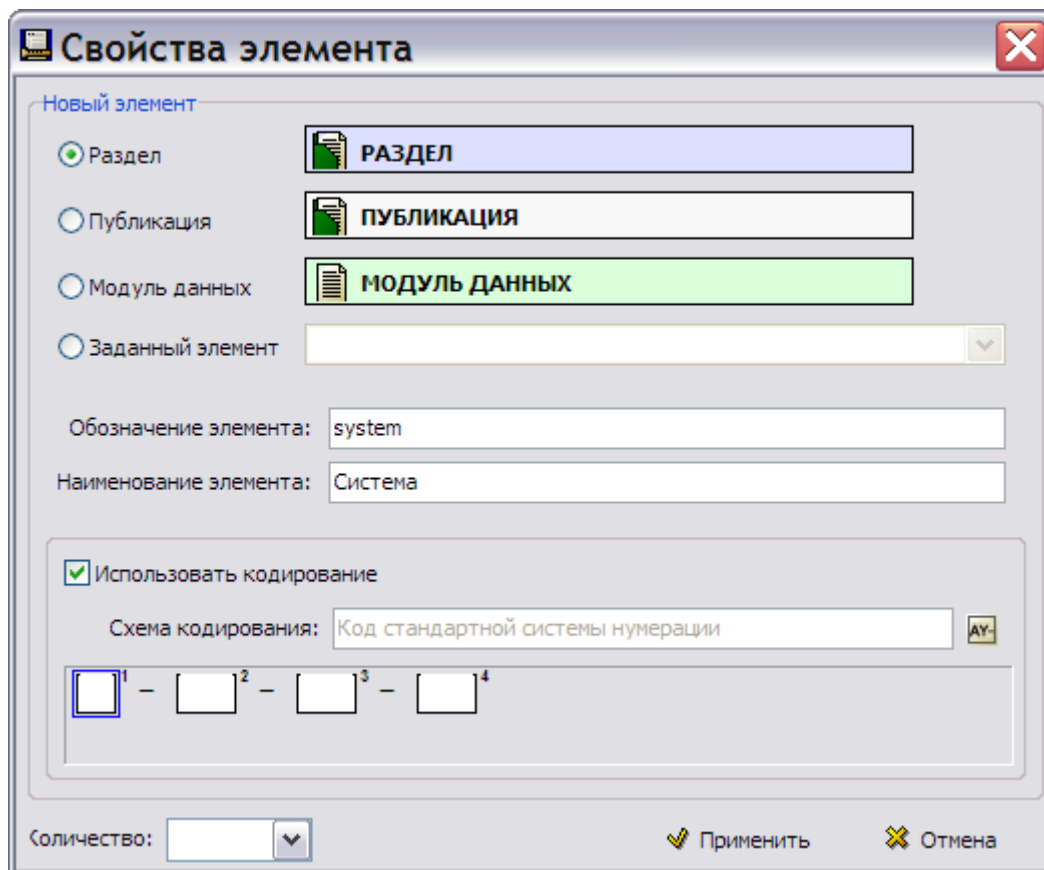 Свойства элемента
Новый элемент
Раздел РАЗДЕЛ
Публикация ПУБЛИКАЦИЯ
Модуль данных МОДУЛЬ ДАННЫХ
Заданный элемент
Обозначение элемента: system
Наименование элемента: Система
Использовать кодирование
Схема кодирования: Код стандартной системы нумерации AY-
1 – 2 – 3 – 4
Количество: Применить Отмена